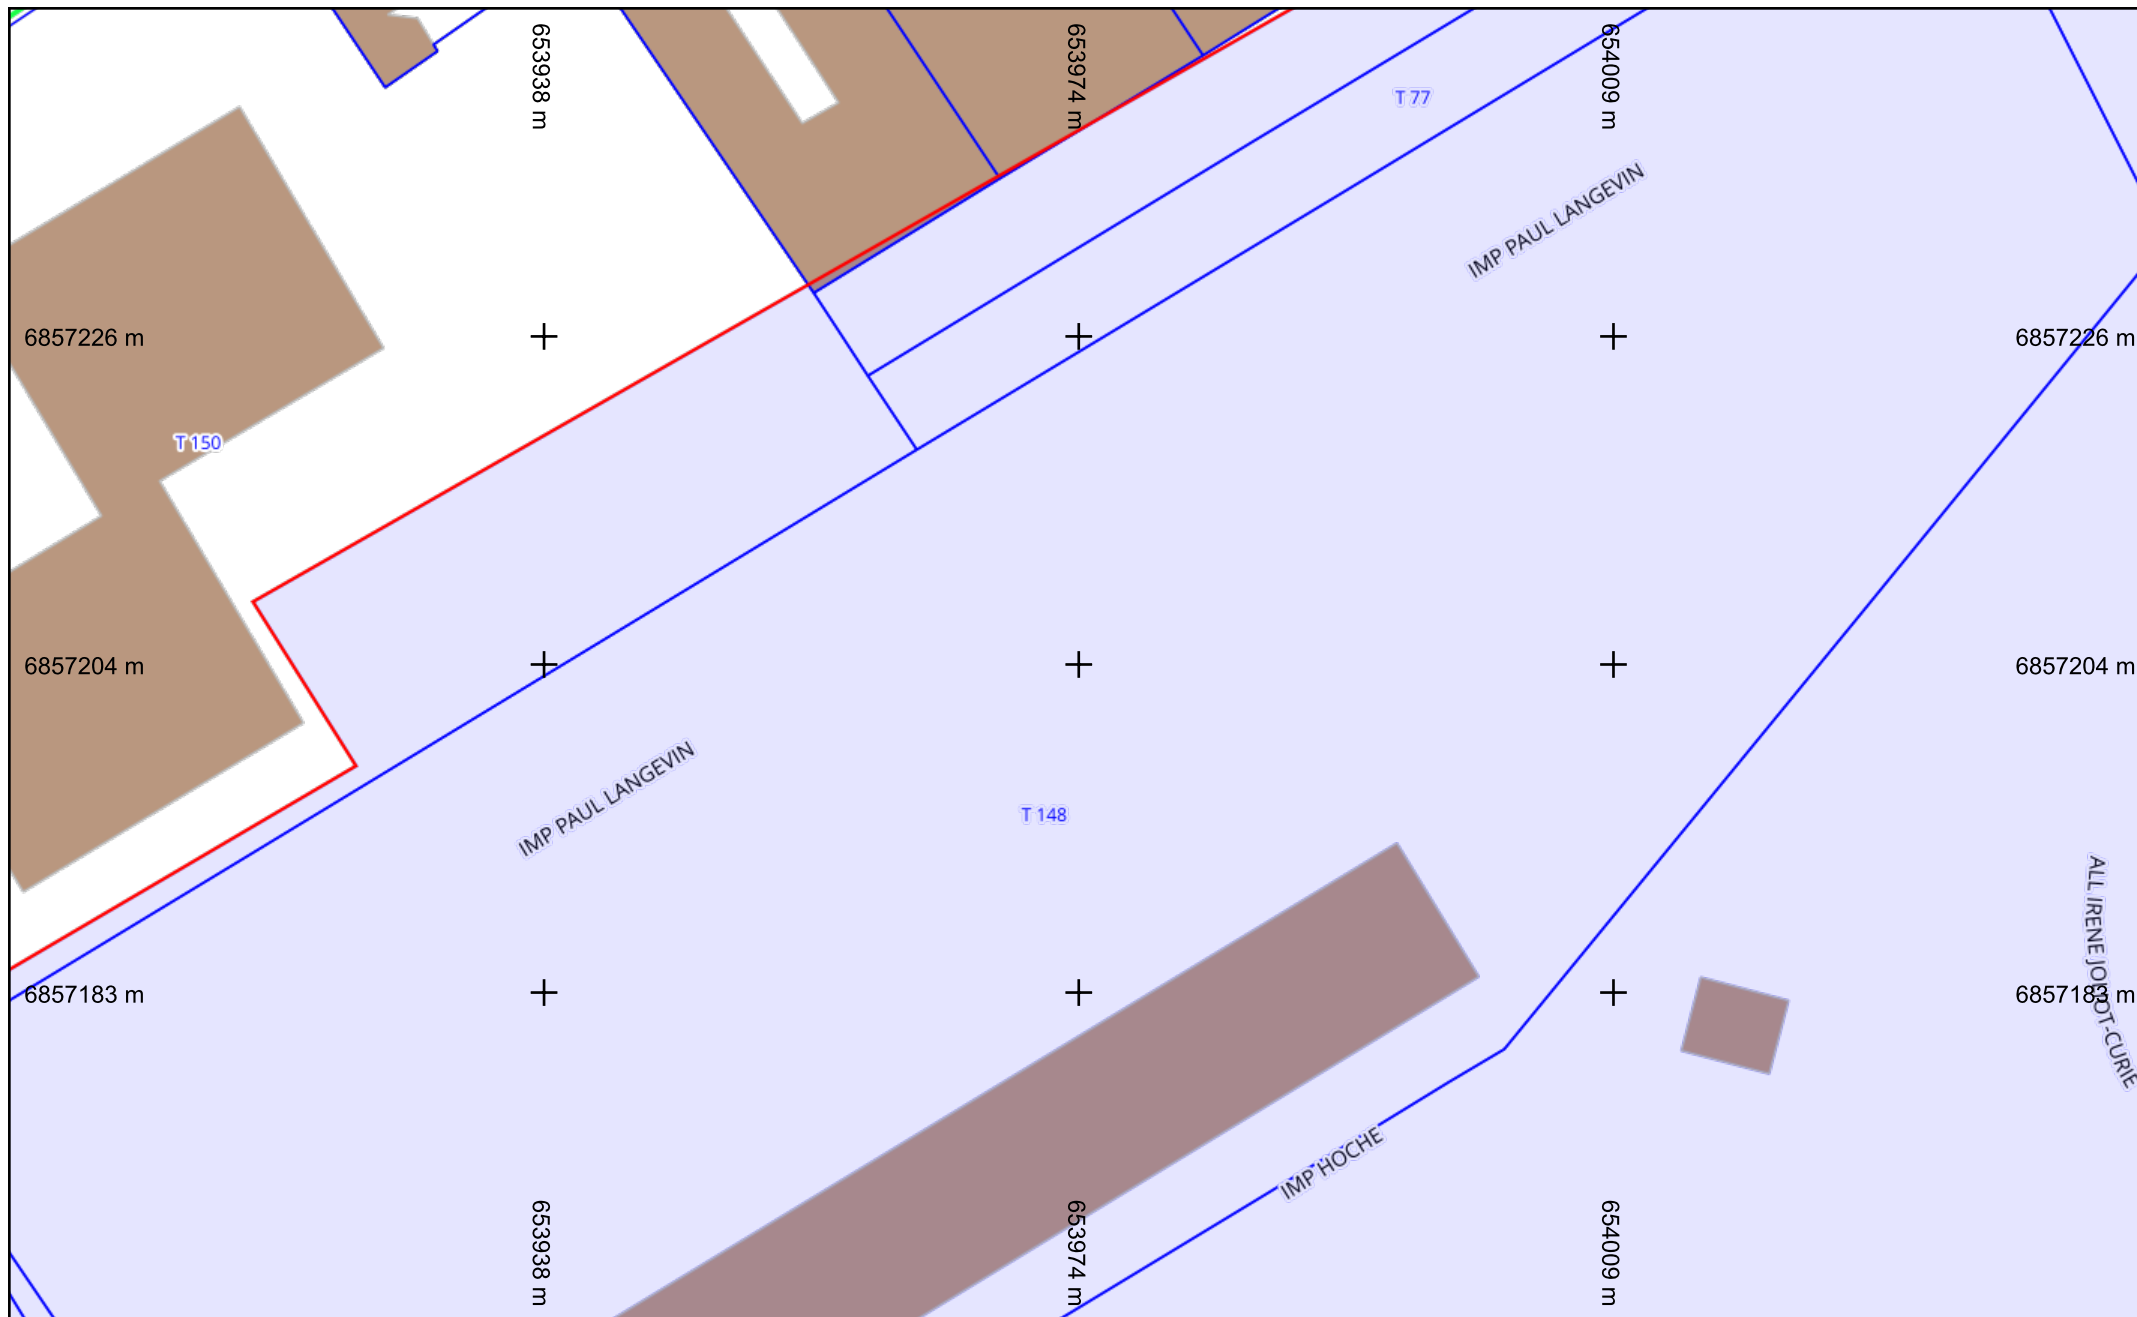 653938 m
653974 m
654009 m
T 77
IMP PAUL LANGEVIN
6857226 m
6857226 m
T 150
6857204 m
6857204 m
IMP PAUL LANGEVIN
T 148
ALL IRENE JOLIOT-CURIE
6857183 m
6857183 m
IMP HOCHE
653938 m
653974 m
654009 m